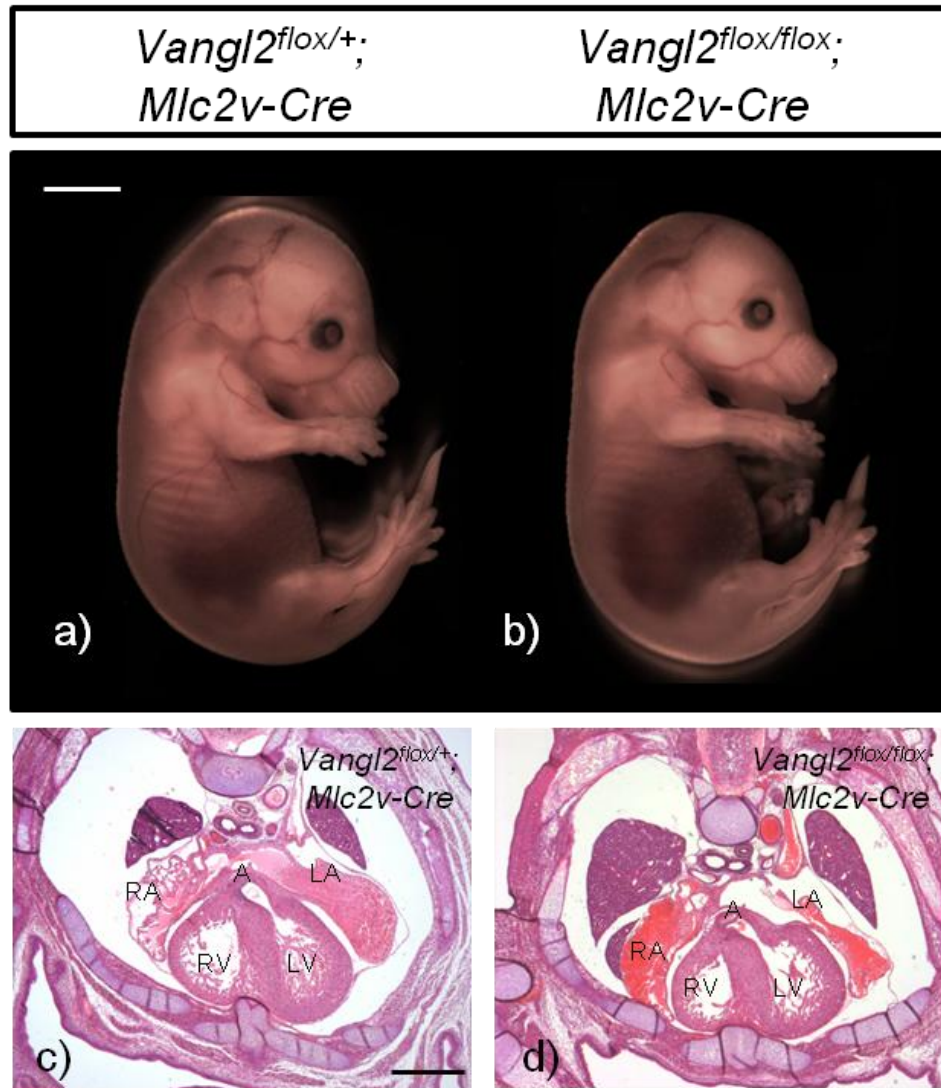 Vangl2flox/+; Vangl2flox/flox;
Mlc2v-Cre Mlc2v-Cre
a) b)
Vangl2flox/+; Vangl2flox/flox;
Mlc2v-Cre Mlc2v-Cre
RA A LA RA A LA
RV LV RV LV
c) d)